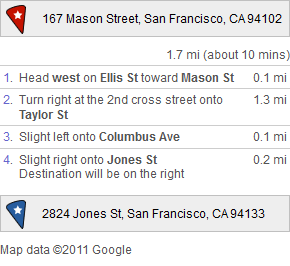 167 Mason Street, San Francisco, CA 94102
1.7 mi (about 10 mins)
1. Head west on Ellis St toward Mason St 0.1 mi
2. Turn right at the 2nd cross street onto 1.3 mi
Taylor St
3. Slight left onto Columbus Ave 0.1 mi
4. Slight right onto Jones St 0.2 mi
Destination will be on the right
2824 Jones St, San Francisco, CA 94133
Map data ©2011 Google